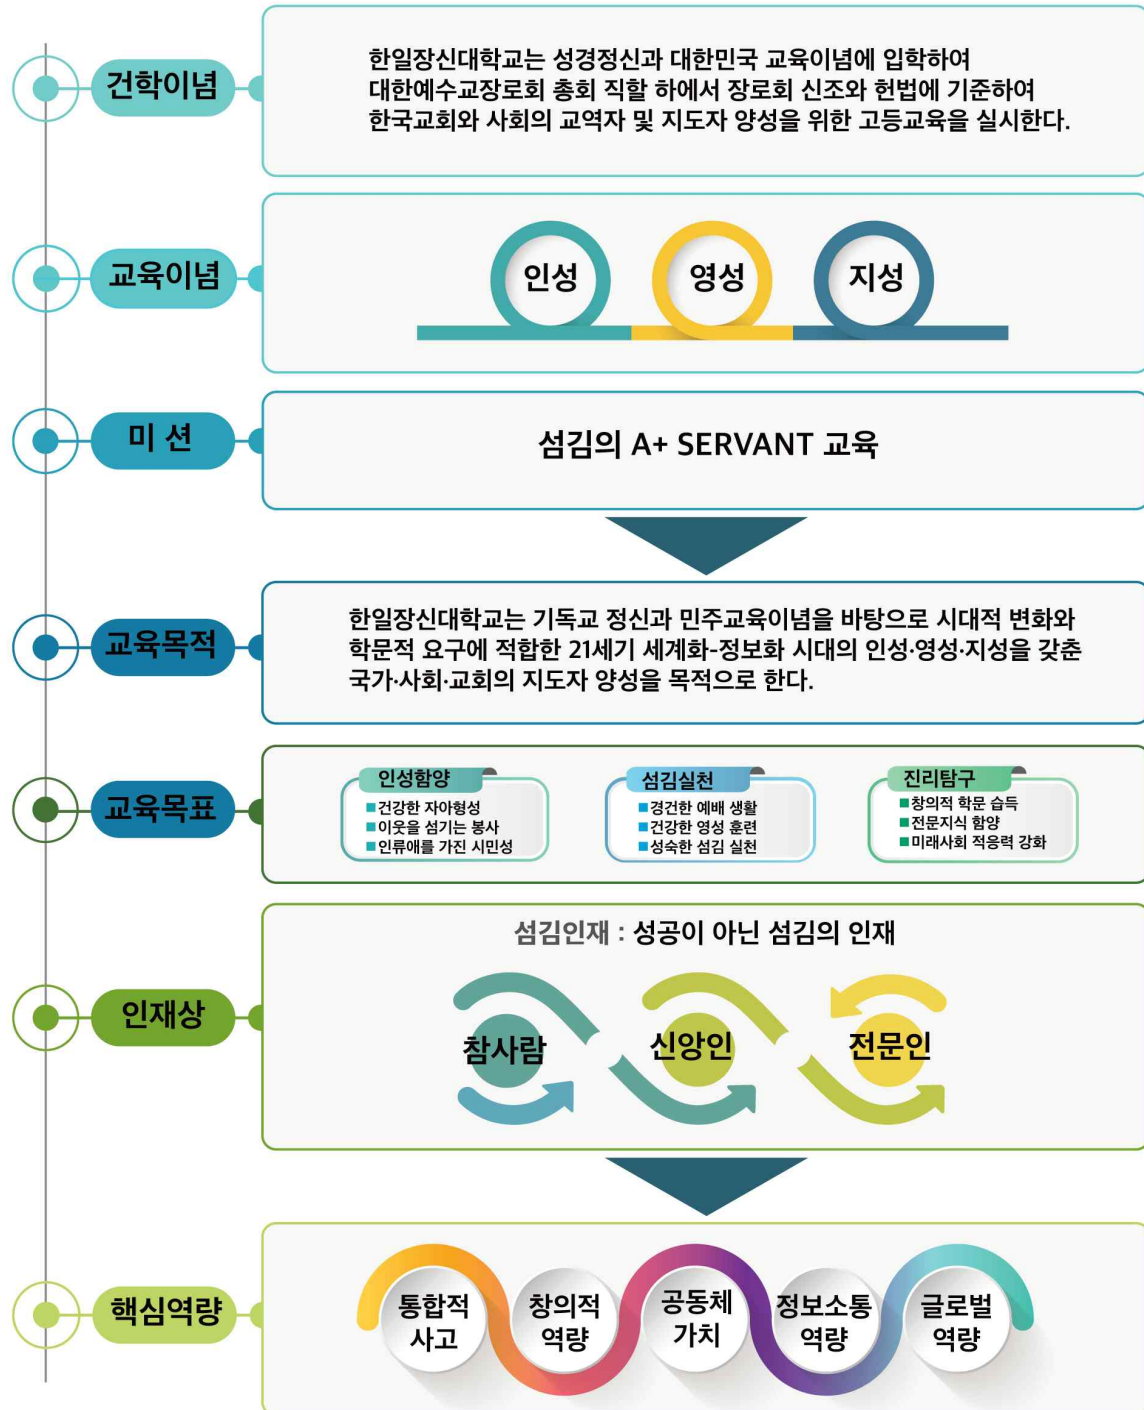 건학이념
한일장신대학교는 성경정신과 대한민국 교육이념에 입학하여
대한예수교장로회 총회 직할 하에서 장로회 신조와 헌법에 기준하여
한국교회와 사회의 교역자 및 지도자 양성을 위한 고등교육을 실시한다.
교육이념
인성
영성
지성
미 션
섬김의 A+ SERVANT 교육
교육목적
한일장신대학교는 기독교 정신과 민주교육이념을 바탕으로 시대적 변화와
학문적 요구에 적합한 21세기 세계화-정보화 시대의 인성·영성·지성을 갖춘
국가·사회·교회의 지도자 양성을 목적으로 한다.
교육목표
인성함양
건강한 자아형성
이웃을 섬기는 봉사
인류애를 가진 시민성
섬김실천
경건한 예배 생활
건강한 영성 훈련
성숙한 섬김 실천
진리탐구
창의적 학문 습득
전문지식 함양
미래사회 적응력 강화
인재상
섬김인재 : 성공이 아닌 섬김의 인재
참사람
신앙인
전문인
핵심역량
통합적
사고
창의적
역량
공동체
가치
정보소통
역량
글로벌
역량